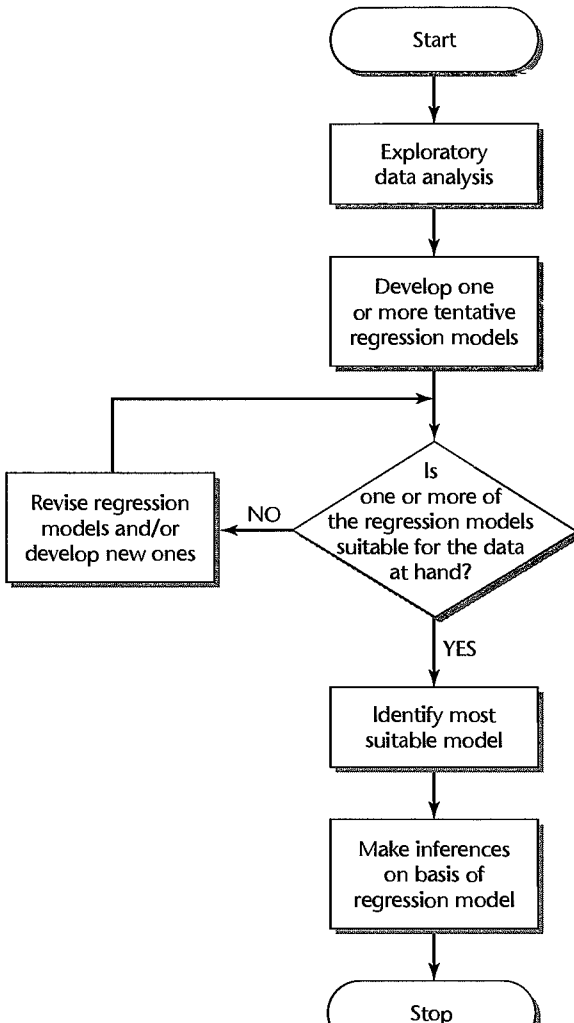 Start
Exploratory
data analysis
Develop one
or more tentative
regression models
Is
one or more of
the regression models
suitable for the data
at hand?
NO
Revise regression
models and/or
develop new ones
YES
Identify most
suitable model
Make inferences
on basis of
regression model
Stop